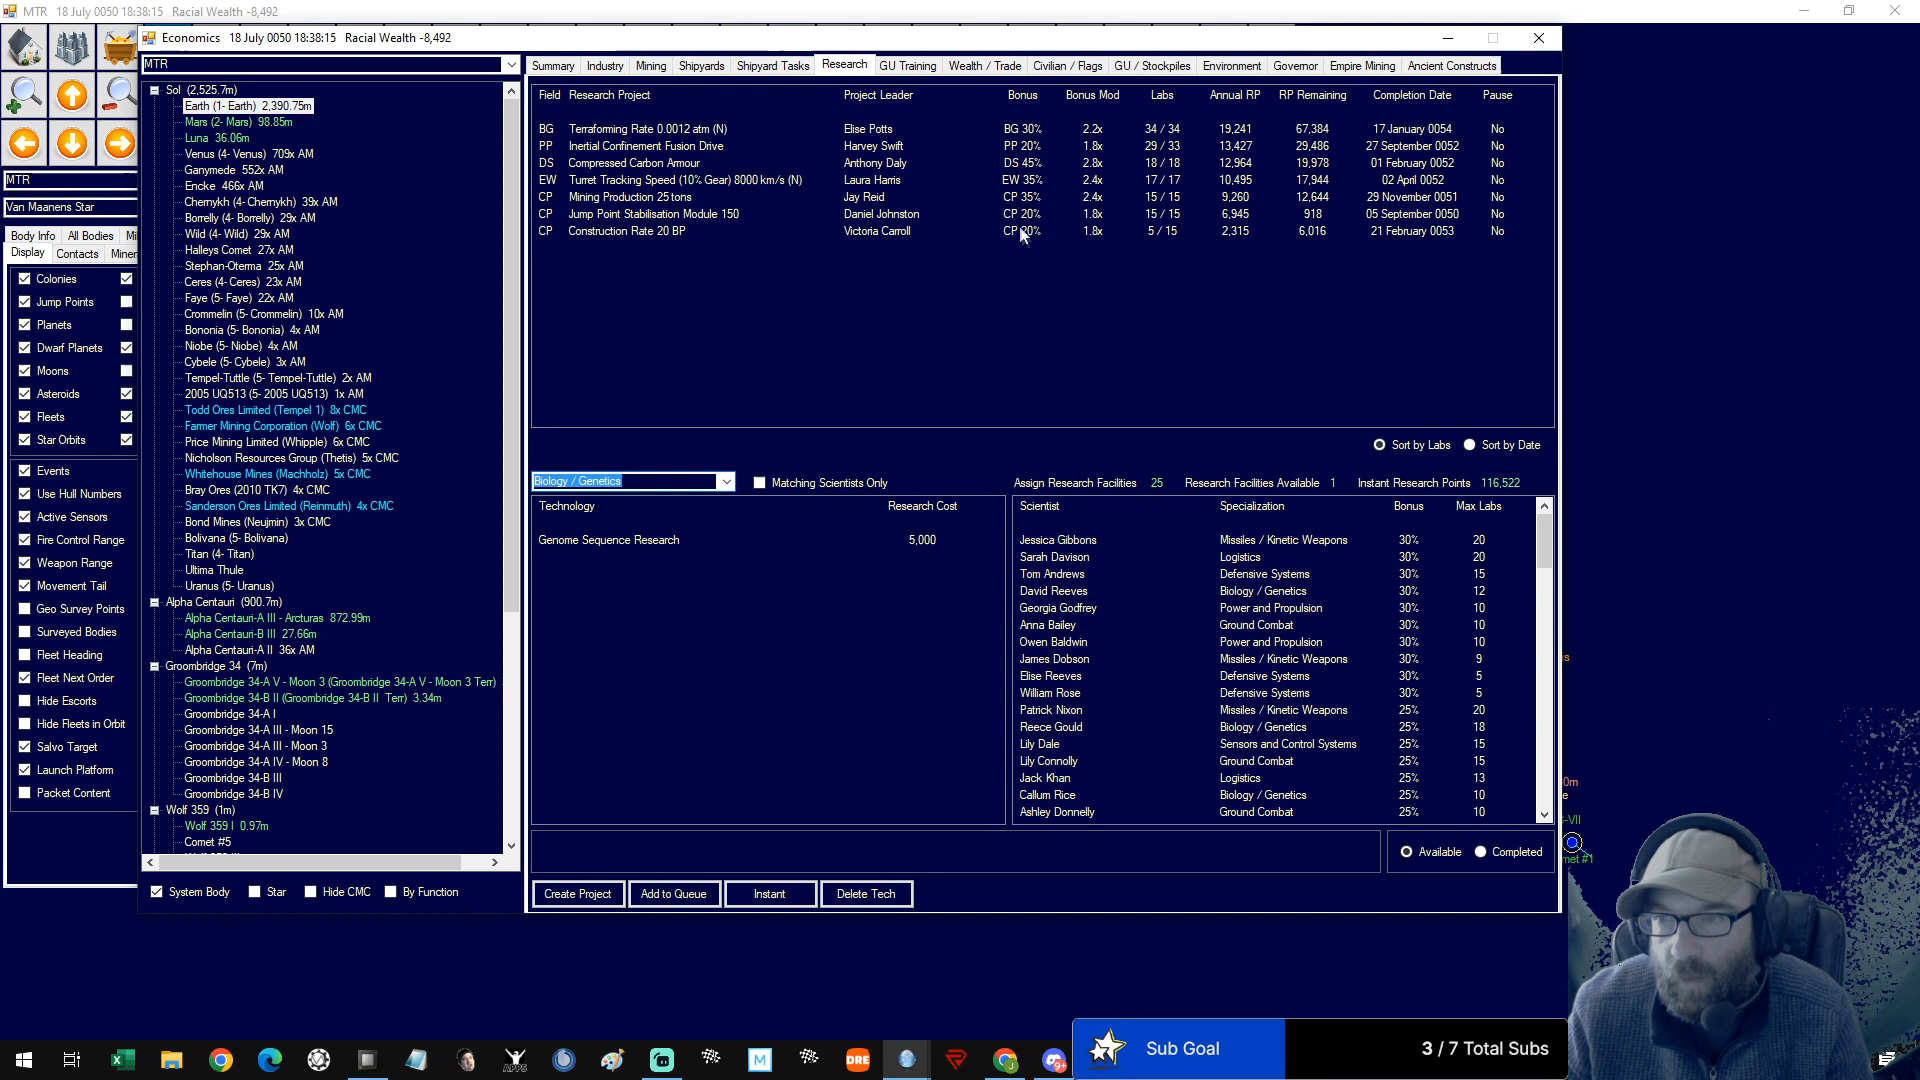 MTR 18 July 0050 18:38:15 Racial Wealth -8,492
Economics 18 July 0050 18:38:15 Racial Wealth -8,492
MTR
Van Maanens Star
Body Info All Bodies
Display Contacts
Colonies
Jump Points
Planets
Dwarf Planets
Moons
Asteroids
Fleets
Star Orbits
Events
Use Hull Numbers
Active Sensors
Fire Control Range
Weapon Range
Movement Tail
Geo Survey Points
Surveyed Bodies
Fleet Heading
Fleet Next Order
Hide Escorts
Hide Fleets in Orbit
Salvo Target
Launch Platform
Packet Content
MTR
Sol (2,525.7m)
Earth (1- Earth) 2,390.75m
Mars (2- Mars) 98.85m
Luna 36.06m
Venus (4- Venus) 709x AM
Ganymede 552x AM
Encke 466x AM
Chernykh (4- Chernykh) 39x AM
Borrelly (4- Borrelly) 29x AM
Wild (4- Wild) 29x AM
Halleys Comet 27x AM
Stephan-Oterma 25x AM
Ceres (4- Ceres) 23x AM
Faye (5- Faye) 22x AM
Crommelin (5- Crommelin) 10x AM
Bononia (5- Bononia) 4x AM
Niobe (5- Niobe) 4x AM
Cybele (5- Cybele) 3x AM
Tempel-Tuttle (5- Tempel-Tuttle) 2x AM
2005 UQ513 (5- 2005 UQ513) 1x AM
Todd Ores Limited (Tempel 1) 8x CMC
Farmer Mining Corporation (Wolf) 6x CMC
Price Mining Limited (Whipple) 6x CMC
Nicholson Resources Group (Thetis) 5x CMC
Whitehouse Mines (Machholz) 5x CMC
Bray Ores (2010 TK7) 4x CMC
Sanderson Ores Limited (Reinmuth) 4x CMC
Bond Mines (Neujmin) 3x CMC
Bolivana (5- Bolivana)
Titan (4- Titan)
Ultima Thule
Uranus (5- Uranus)
Alpha Centauri (900.7m)
Alpha Centauri-A III - Arcturas 872.99m
Alpha Centauri-B III 27.66m
Alpha Centauri-A II 36x AM
Groombridge 34 (7m)
Groombridge 34-A V - Moon 3 (Groombridge 34-A V - Moon 3 Terr)
Groombridge 34-B II (Groombridge 34-B II Terr) 3.34m
Groombridge 34-A I
Groombridge 34-A III - Moon 15
Groombridge 34-A III - Moon 3
Groombridge 34-A IV - Moon 8
Groombridge 34-B III
Groombridge 34-B IV
Wolf 359 (1m)
Wolf 359 I 0.97m
Comet #5
System Body Star Hide CMC By Function
Summary Industry Mining Shipyards Shipyard Tasks Research GU Training Wealth / Trade Civilian / Flags GU / Stockpiles Environment Governor Empire Mining Ancient Constructs
Field Research Project Project Leader Bonus Bonus Mod Labs Annual RP RP Remaining Completion Date Pause
BG Terraforming Rate 0.0012 atm (N) Elise Potts BG 30% 2.2x 34 / 34 19,241 67,384 17 January 0054 No
PP Inertial Confinement Fusion Drive Harvey Swift PP 20% 1.8x 29 / 33 13,427 29,486 27 September 0052 No
DS Compressed Carbon Armour Anthony Daly DS 45% 2.8x 18 / 18 12,964 19,978 01 February 0052 No
EW Turret Tracking Speed (10% Gear) 8000 km/s (N) Laura Harris EW 35% 2.4x 17 / 17 10,495 17,944 02 April 0052 No
CP Mining Production 25 tons Jay Reid CP 35% 2.4x 15 / 15 9,260 12,644 29 November 0051 No
CP Jump Point Stabilisation Module 150 Daniel Johnston CP 20% 1.8x 15 / 15 6,945 918 05 September 0050 No
CP Construction Rate 20 BP Victoria Carroll CP 20% 1.8x 5 / 15 2,315 6,016 21 February 0053 No
Sort by Labs Sort by Date
Biology / Genetics Matching Scientists Only Assign Research Facilities 25 Research Facilities Available 1 Instant Research Points 116,522
Technology Research Cost
Genome Sequence Research 5,000
Scientist Specialization Bonus Max Labs
Jessica Gibbons Missiles / Kinetic Weapons 30% 20
Sarah Davison Logistics 30% 20
Tom Andrews Defensive Systems 30% 15
David Reeves Biology / Genetics 30% 12
Georgia Godfrey Power and Propulsion 30% 10
Anna Bailey Ground Combat 30% 10
Owen Baldwin Power and Propulsion 30% 10
James Dobson Missiles / Kinetic Weapons 30% 9
Elise Reeves Defensive Systems 30% 5
William Rose Defensive Systems 30% 5
Patrick Nixon Missiles / Kinetic Weapons 25% 20
Reece Gould Biology / Genetics 25% 18
Lily Dale Sensors and Control Systems 25% 15
Lily Connolly Ground Combat 25% 15
Jack Khan Logistics 25% 13
Callum Rice Biology / Genetics 25% 10
Ashley Donnelly Ground Combat 25% 10
Available Completed
Create Project Add to Queue Instant Delete Tech
Sub Goal 3 / 7 Total Subs
APPS
M
DRE